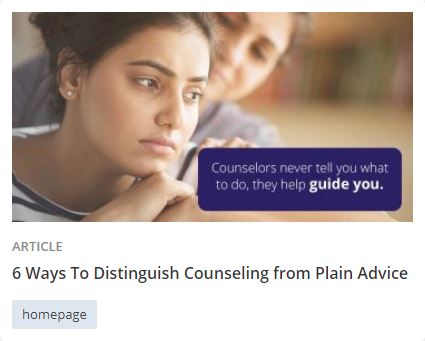 Counselors never tell you what
to do, they help guide you.
ARTICLE
6 Ways To Distinguish Counseling from Plain Advice
homepage